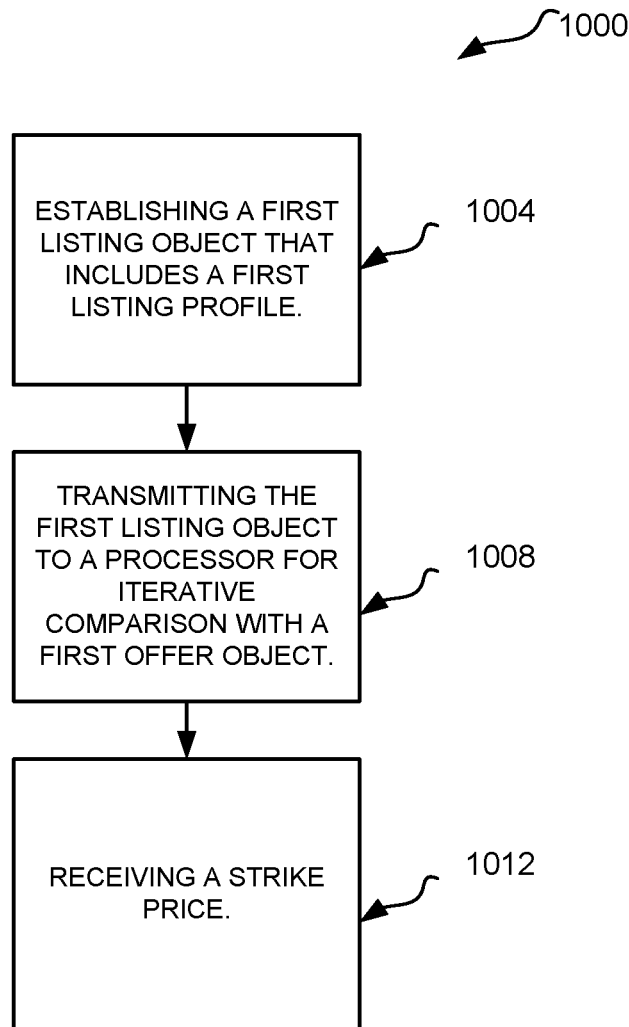 1000
ESTABLISHING A FIRST
LISTING OBJECT THAT
INCLUDES A FIRST
LISTING PROFILE.
1004
TRANSMITTING THE
FIRST LISTING OBJECT
TO A PROCESSOR FOR
ITERATIVE
COMPARISON WITH A
FIRST OFFER OBJECT.
1008
RECEIVING A STRIKE
PRICE.
1012